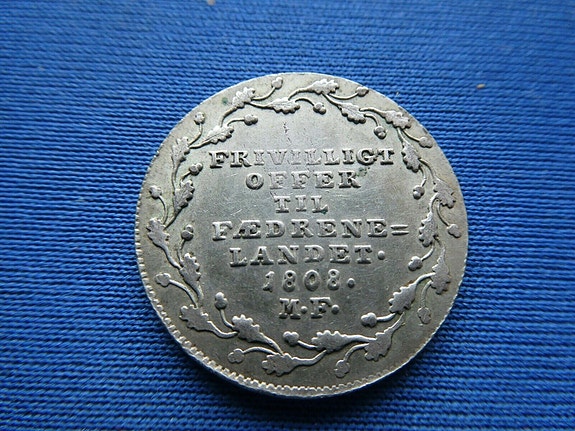 FRIVILLIGT
OFFER
TIL
FÆDRENE=
LANDET.
1808.
M.F.